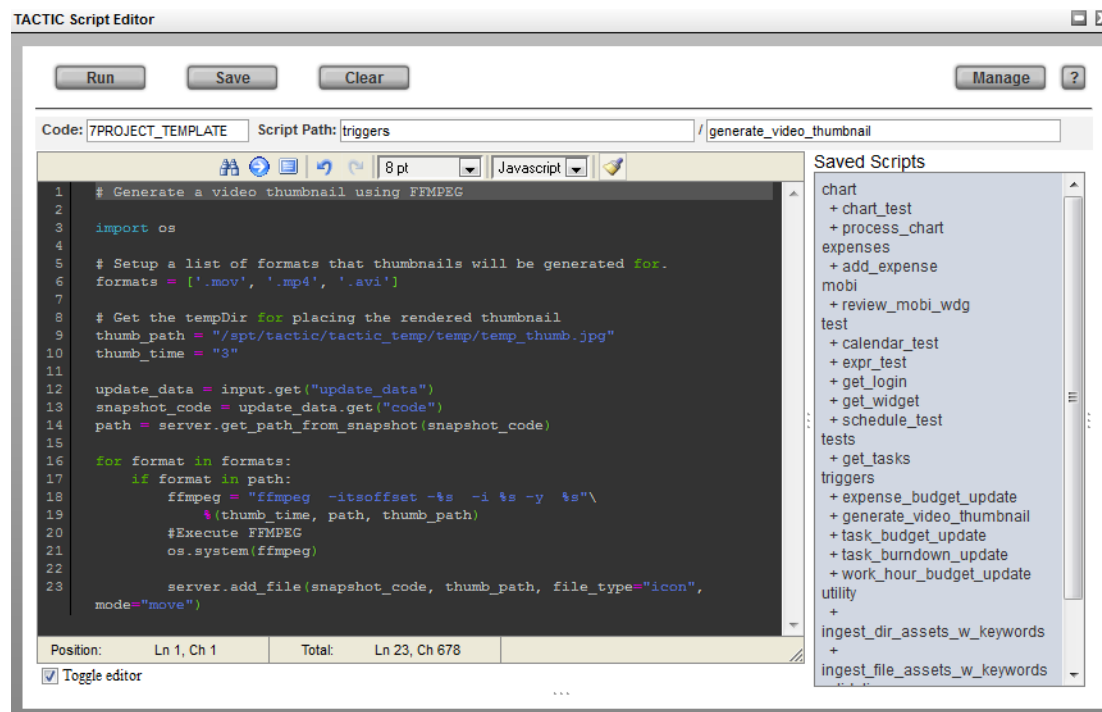 TACTIC Script Editor
Run Save Clear Manage ?
Code: 7PROJECT_TEMPLATE Script Path: triggers / generate_video_thumbnail
8 pt Javascript
1 # Generate a video thumbnail using FFMPEG
2
3 import os
4
5 # Setup a list of formats that thumbnails will be generated for.
6 formats = ['.mov', '.mp4', '.avi']
7
8 # Get the tempDir for placing the rendered thumbnail
9 thumb_path = "/spt/tactic/tactic_temp/temp/temp_thumb.jpg"
10 thumb_time = "3"
11
12 update_data = input.get("update_data")
13 snapshot_code = update_data.get("code")
14 path = server.get_path_from_snapshot(snapshot_code)
15
16 for format in formats:
17 if format in path:
18 ffmpeg = "ffmpeg -itsoffset -%s -i %s -y %s"\
19 %(thumb_time, path, thumb_path)
20 #Execute FFMPEG
21 os.system(ffmpeg)
22
23 server.add_file(snapshot_code, thumb_path, file_type="icon",
mode="move")
Position: Ln 1, Ch 1 Total: Ln 23, Ch 678
Toggle editor
Saved Scripts
chart
+ chart_test
+ process_chart
expenses
+ add_expense
mobi
+ review_mobi_wdg
test
+ calendar_test
+ expr_test
+ get_login
+ get_widget
+ schedule_test
tests
+ get_tasks
triggers
+ expense_budget_update
+ generate_video_thumbnail
+ task_budget_update
+ task_burndown_update
+ work_hour_budget_update
utility
+
ingest_dir_assets_w_keywords
+
ingest_file_assets_w_keywords